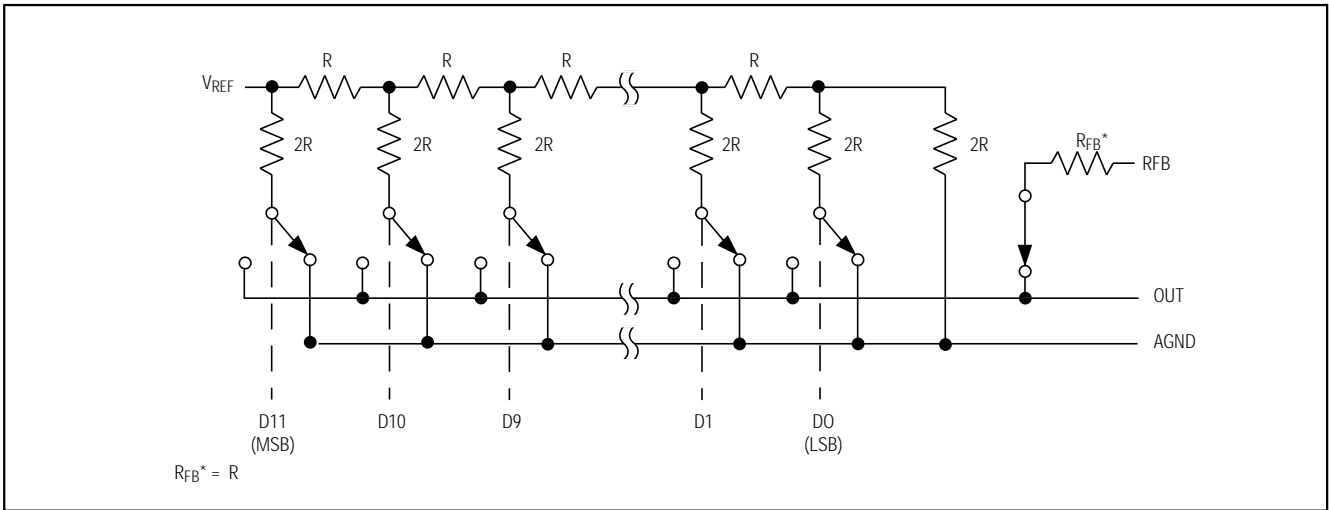 R R R R
VREF
2R 2R 2R 2R 2R 2R
RFB*
RFB
OUT
AGND
D11 D10 D9 D1 D0
(MSB) (LSB)
RFB* = R